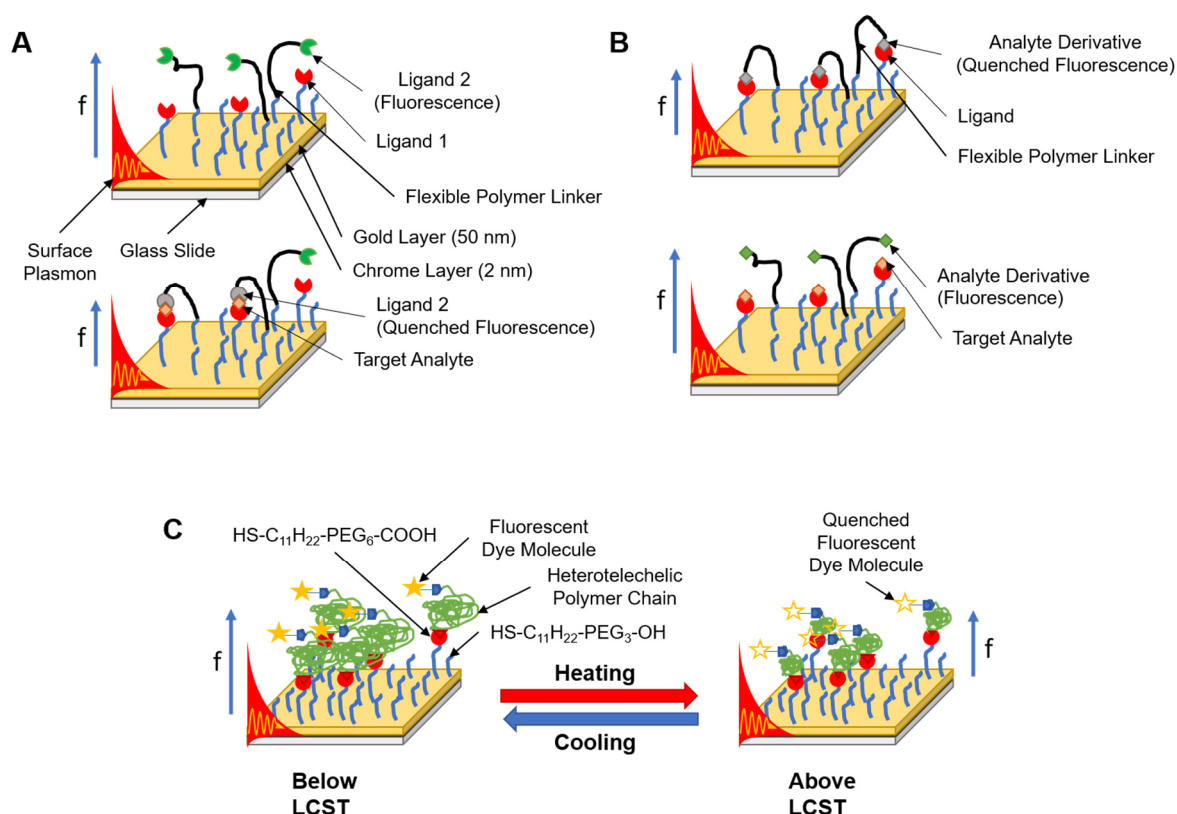 A
f
Ligand 2
(Fluorescence)
Ligand 1
Flexible Polymer Linker
Gold Layer (50 nm)
Chrome Layer (2 nm)
Surface
Plasmon
Glass Slide
f
Ligand 2
(Quenched Fluorescence)
Target Analyte
B
f
Analyte Derivative
(Quenched Fluorescence)
Ligand
Flexible Polymer Linker
f
Analyte Derivative
(Fluorescence)
Target Analyte
C
HS-C₁₁H₂₂-PEG₆-COOH
Fluorescent
Dye Molecule
Heterotelechelic
Polymer Chain
HS-C₁₁H₂₂-PEG₃-OH
f
Below
LCST
Heating
Cooling
Quenched
Fluorescent
Dye Molecule
f
Above
LCST